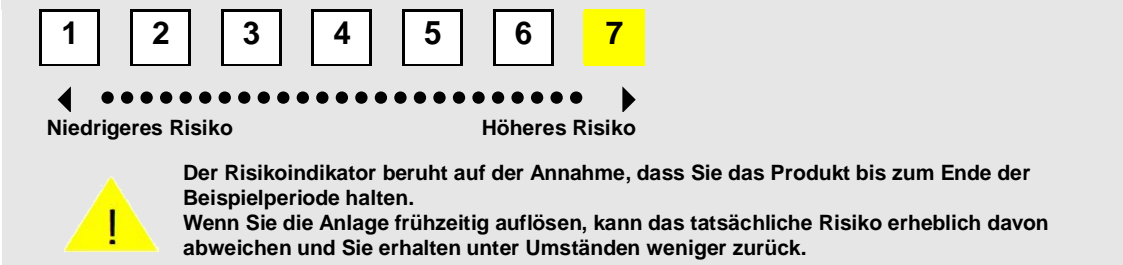 1 2 3 4 5 6 7
Niedrigeres Risiko Höheres Risiko
Der Risikoindikator beruht auf der Annahme, dass Sie das Produkt bis zum Ende der
Beispielperiode halten.
!
Wenn Sie die Anlage frühzeitig auflösen, kann das tatsächliche Risiko erheblich davon
abweichen und Sie erhalten unter Umständen weniger zurück.